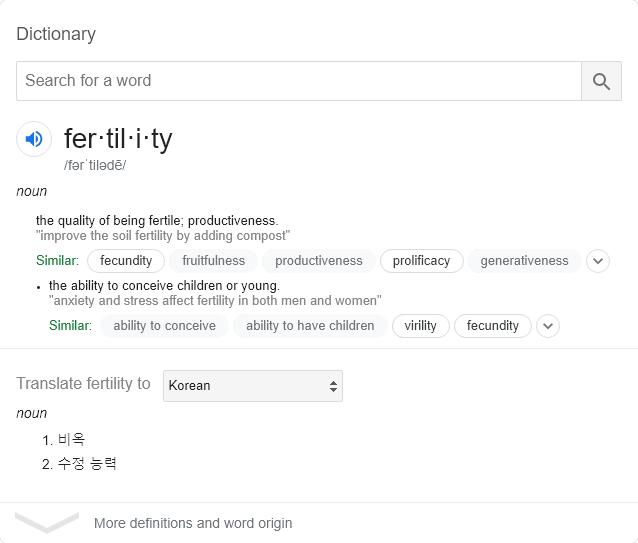 Dictionary
Search for a word
fer·til·i·ty
/fərˈtilədē/
noun
the quality of being fertile; productiveness.
"improve the soil fertility by adding compost"
Similar: fecundity fruitfulness productiveness prolificacy generativeness
• the ability to conceive children or young.
"anxiety and stress affect fertility in both men and women"
Similar: ability to conceive ability to have children virility fecundity
Translate fertility to Korean
noun
1. 비옥
2. 수정 능력
More definitions and word origin